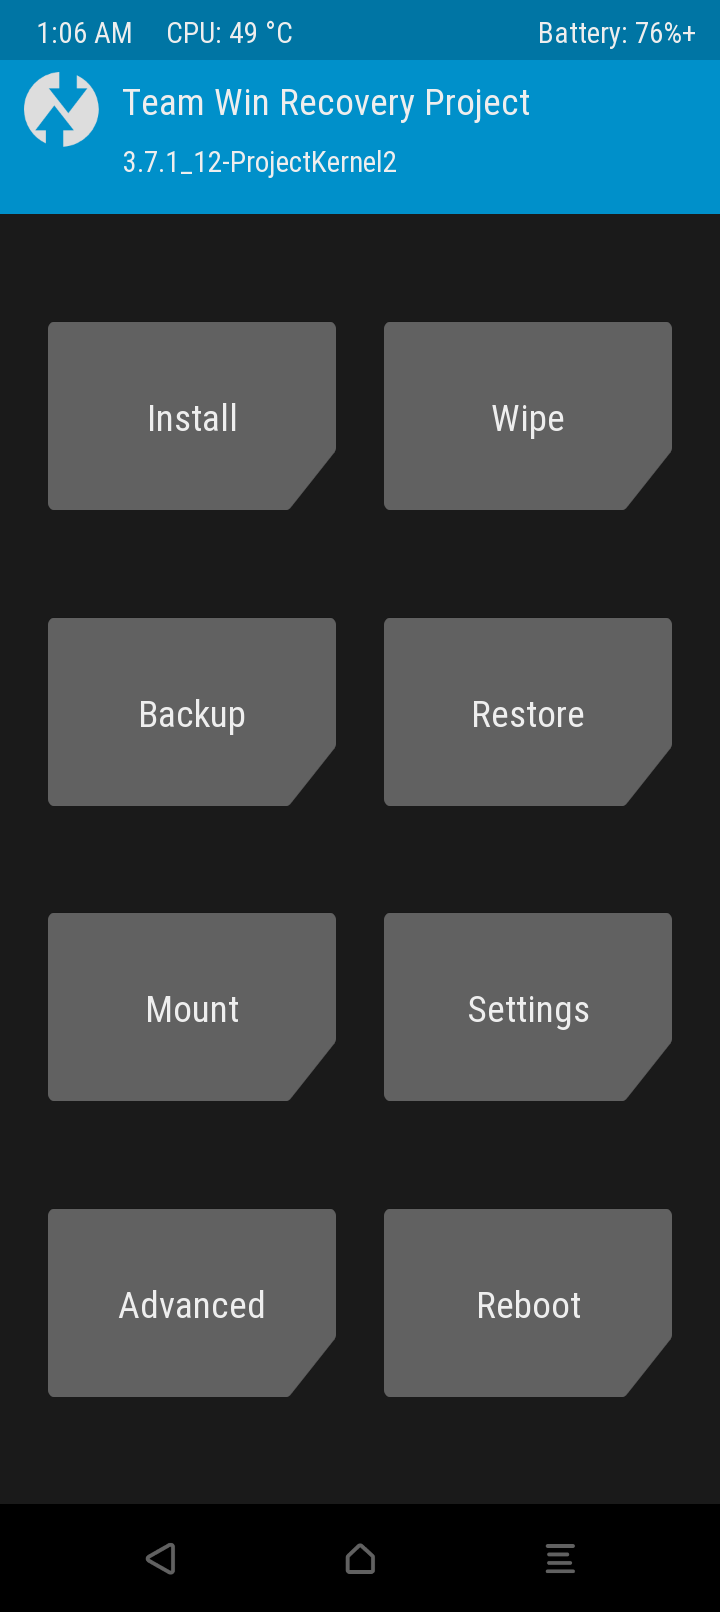 1:06 AM CPU: 49 °C Battery: 76%+
Team Win Recovery Project
3.7.1_12-ProjectKernel2
Install Wipe
Backup Restore
Mount Settings
Advanced Reboot